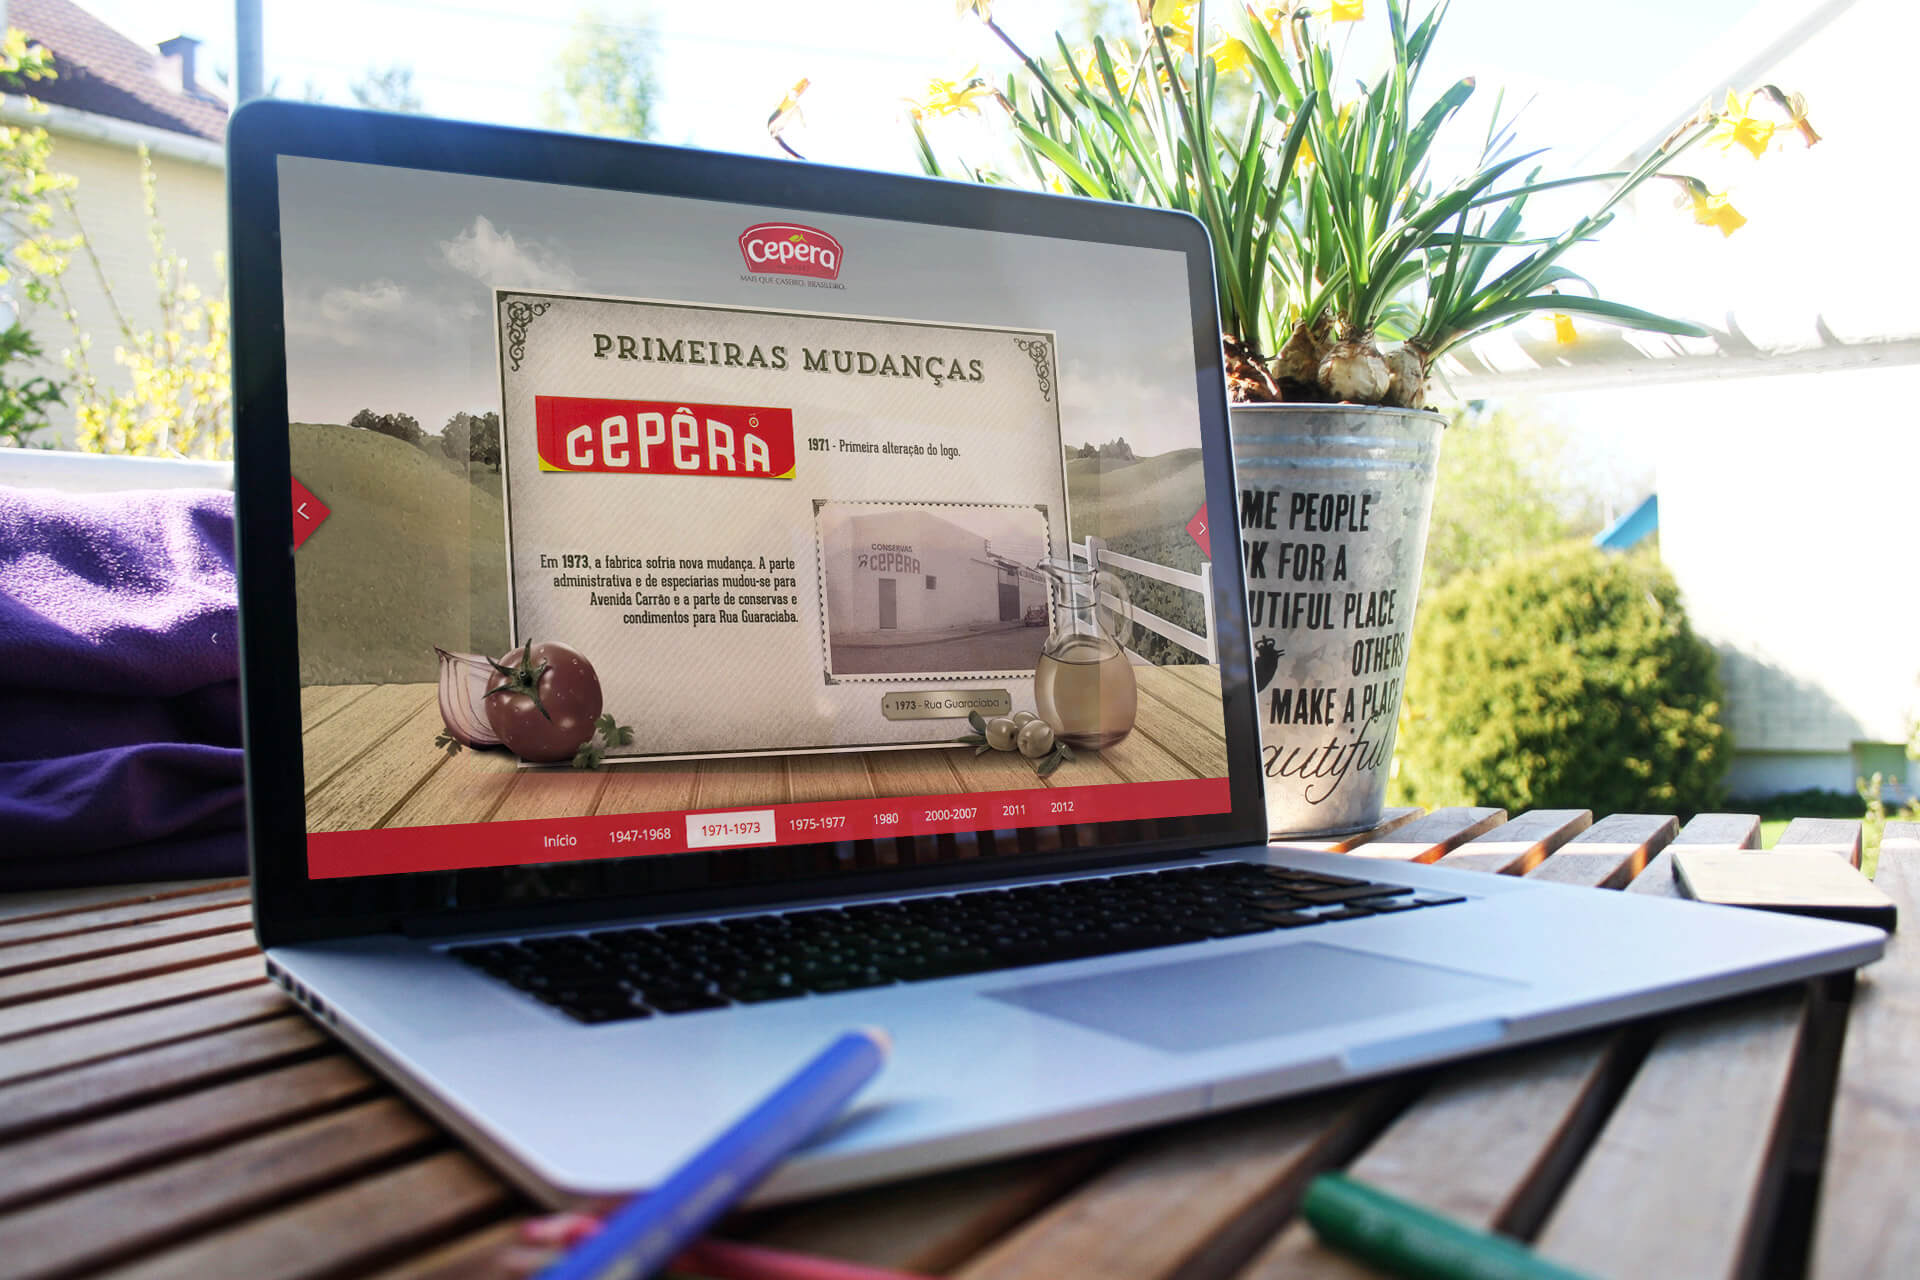 Cepêra
MAIS QUE CASEIRO, BRASILEIRO.
PRIMEIRAS MUDANÇAS
CEPÊRA
1971 - Primeira alteração do logo.
Em 1973, a fabrica sofria nova mudança. A parte
administrativa e de especiarias mudou-se para
Avenida Carrão e a parte de conservas e
condimentos para Rua Guaraciaba.
CONSERVAS
CEPÊRA
1973 - Rua Guaraciaba
Início 1947-1968 1971-1973 1975-1977 1980 2000-2007 2011 2012
ME PEOPLE
K FOR A
UTIFUL PLACE
OTHERS
MAKE A PLACE
autiful